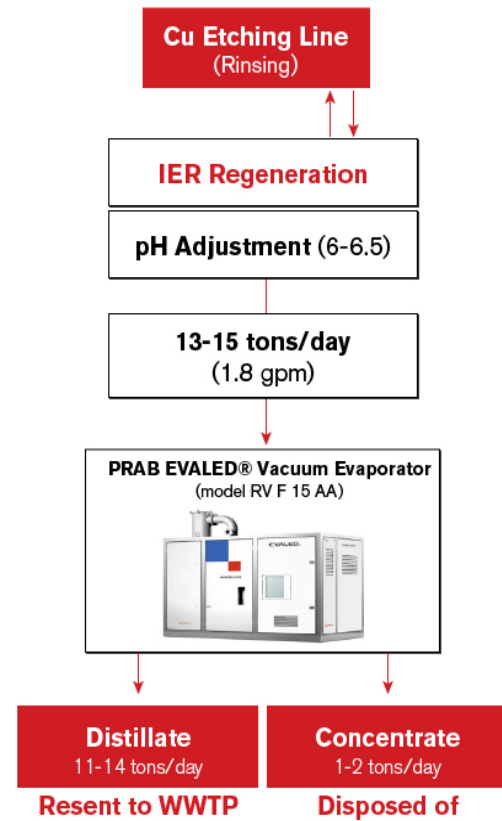 Cu Etching Line
(Rinsing)
IER Regeneration
pH Adjustment (6-6.5)
13-15 tons/day
(1.8 gpm)
PRAB EVALED® Vacuum Evaporator
(model RV F 15 AA)
EVALED.
Distillate
11-14 tons/day
Concentrate
1-2 tons/day
Resent to WWTP
Disposed of